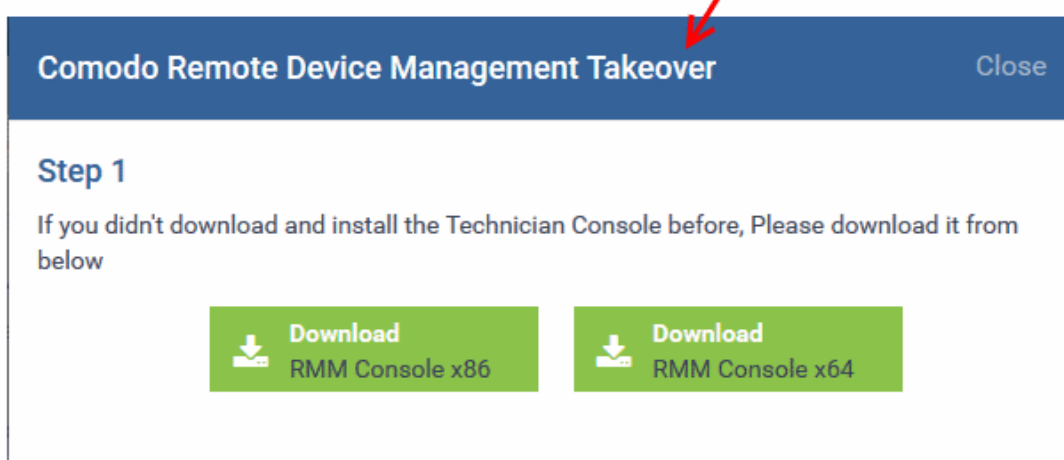 Comodo Remote Device Management Takeover
Close
Step 1
If you didn't download and install the Technician Console before, Please download it from
below
Download
RMM Console x86
Download
RMM Console x64